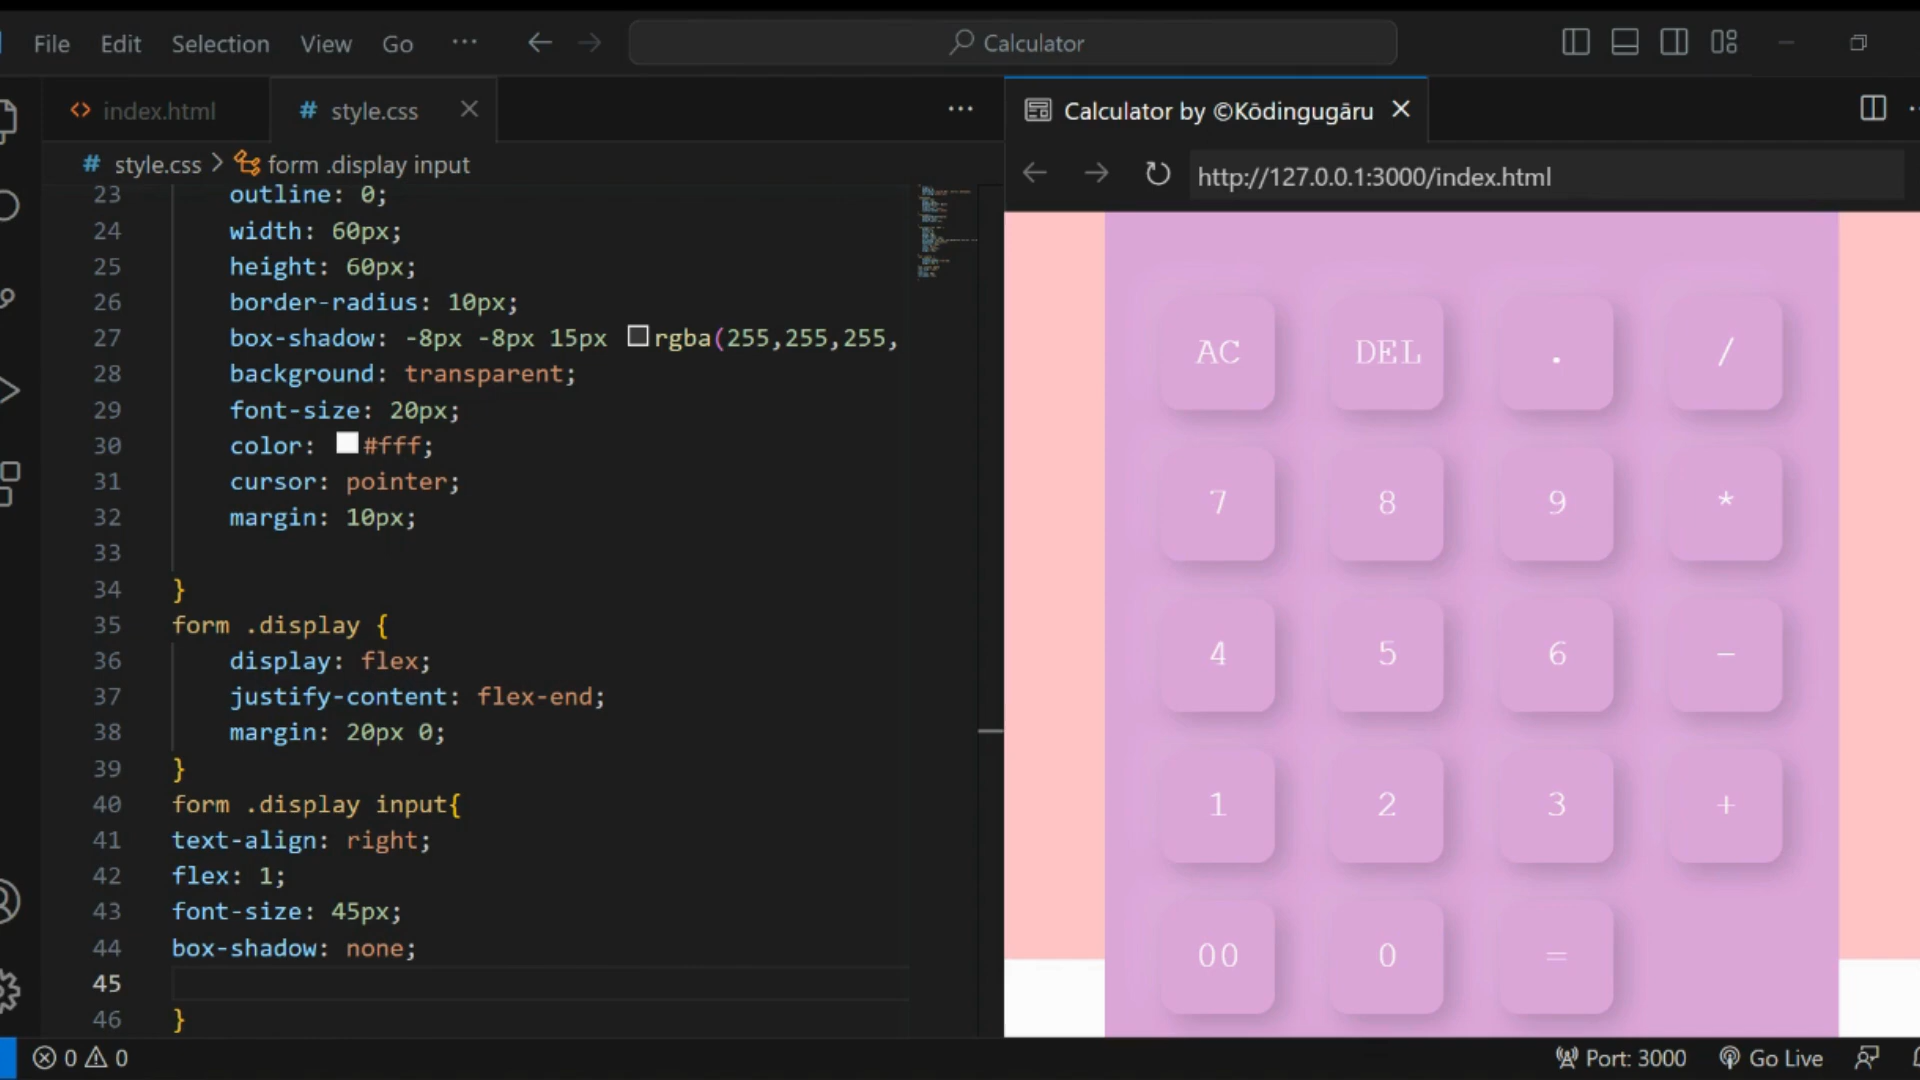 File Edit Selection View Go ··· Calculator
index.html style.css
style.css > form .display input
23 outline: 0;
24 width: 60px;
25 height: 60px;
26 border-radius: 10px;
27 box-shadow: -8px -8px 15px rgba(255,255,255,
28 background: transparent;
29 font-size: 20px;
30 color: #fff;
31 cursor: pointer;
32 margin: 10px;
33
34 }
35 form .display {
36 display: flex;
37 justify-content: flex-end;
38 margin: 20px 0;
39 }
40 form .display input{
41 text-align: right;
42 flex: 1;
43 font-size: 45px;
44 box-shadow: none;
45
46 }
Calculator by ©Kōdingugāru
http://127.0.0.1:3000/index.html
AC DEL . /
7 8 9 *
4 5 6 -
1 2 3 +
00 0 =
0 0 Port: 3000 Go Live